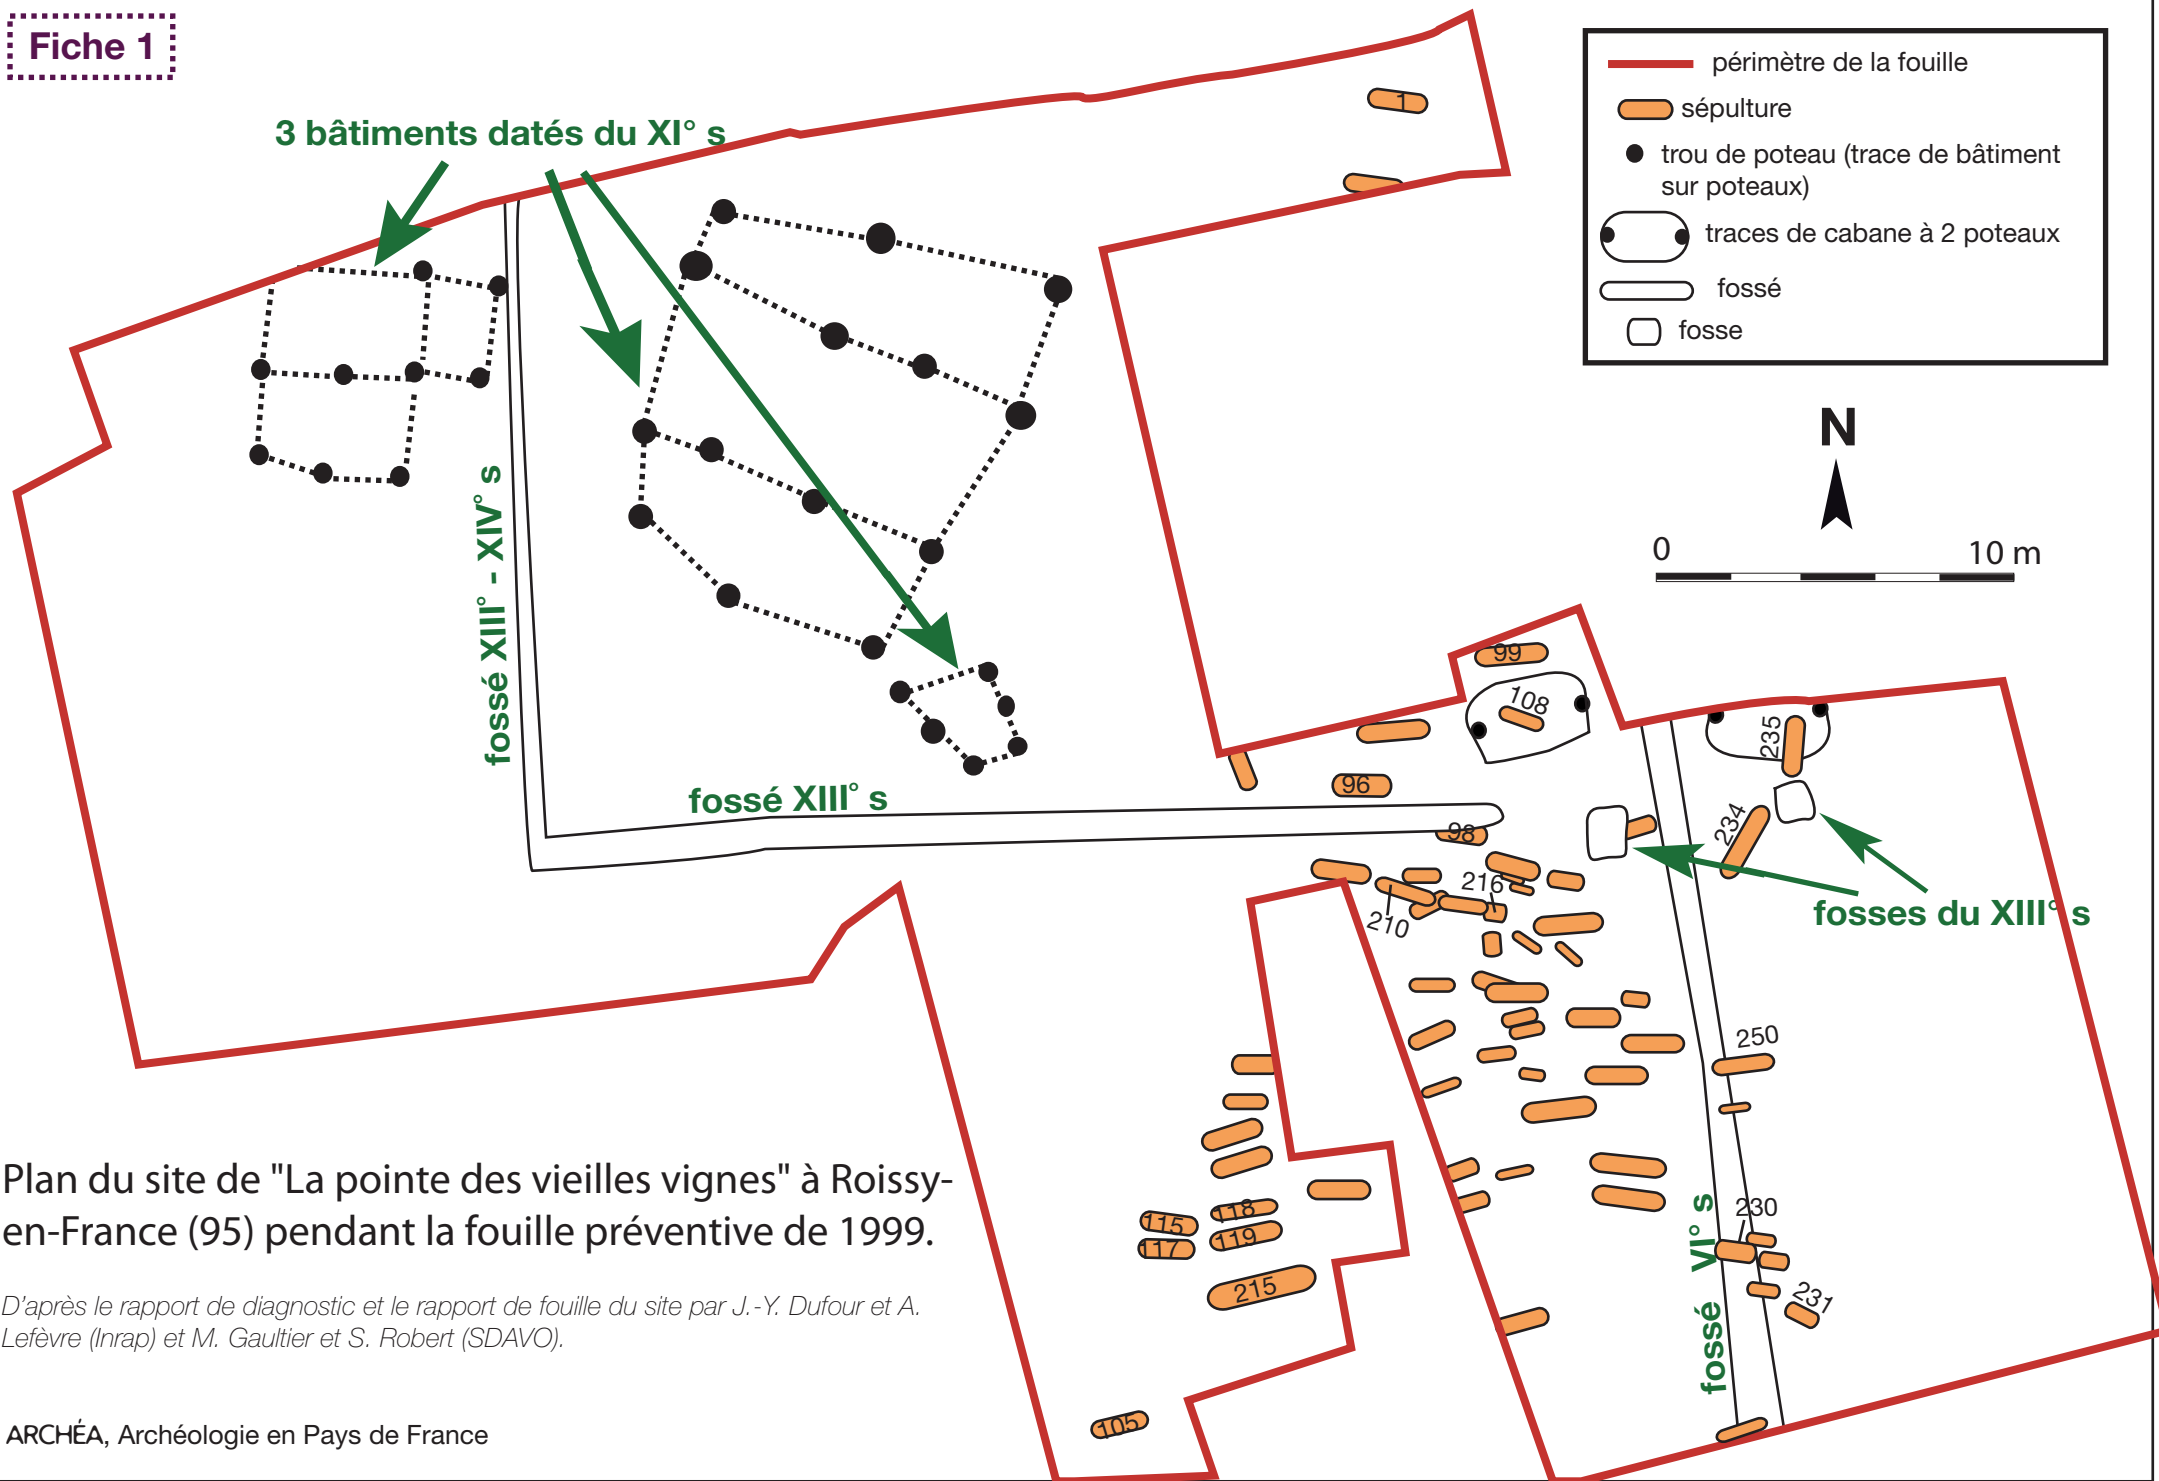 Fiche 1
3 bâtiments datés du XI° s
périmètre de la fouille
sépulture
trou de poteau (trace de bâtiment
sur poteaux)
traces de cabane à 2 poteaux
fossé
fosse
N
0 10 m
1
fossé XIII° - XIV° s
fossé XIII° s
99
108
235
96
98
234
216
210
fosses du XIII° s
250
118
115
119
117
215
230
231
fossé VI° s
105
Plan du site de "La pointe des vieilles vignes" à Roissy-
en-France (95) pendant la fouille préventive de 1999.
D'après le rapport de diagnostic et le rapport de fouille du site par J.-Y. Dufour et A.
Lefèvre (Inrap) et M. Gaultier et S. Robert (SDAVO).
ARCHÉA, Archéologie en Pays de France